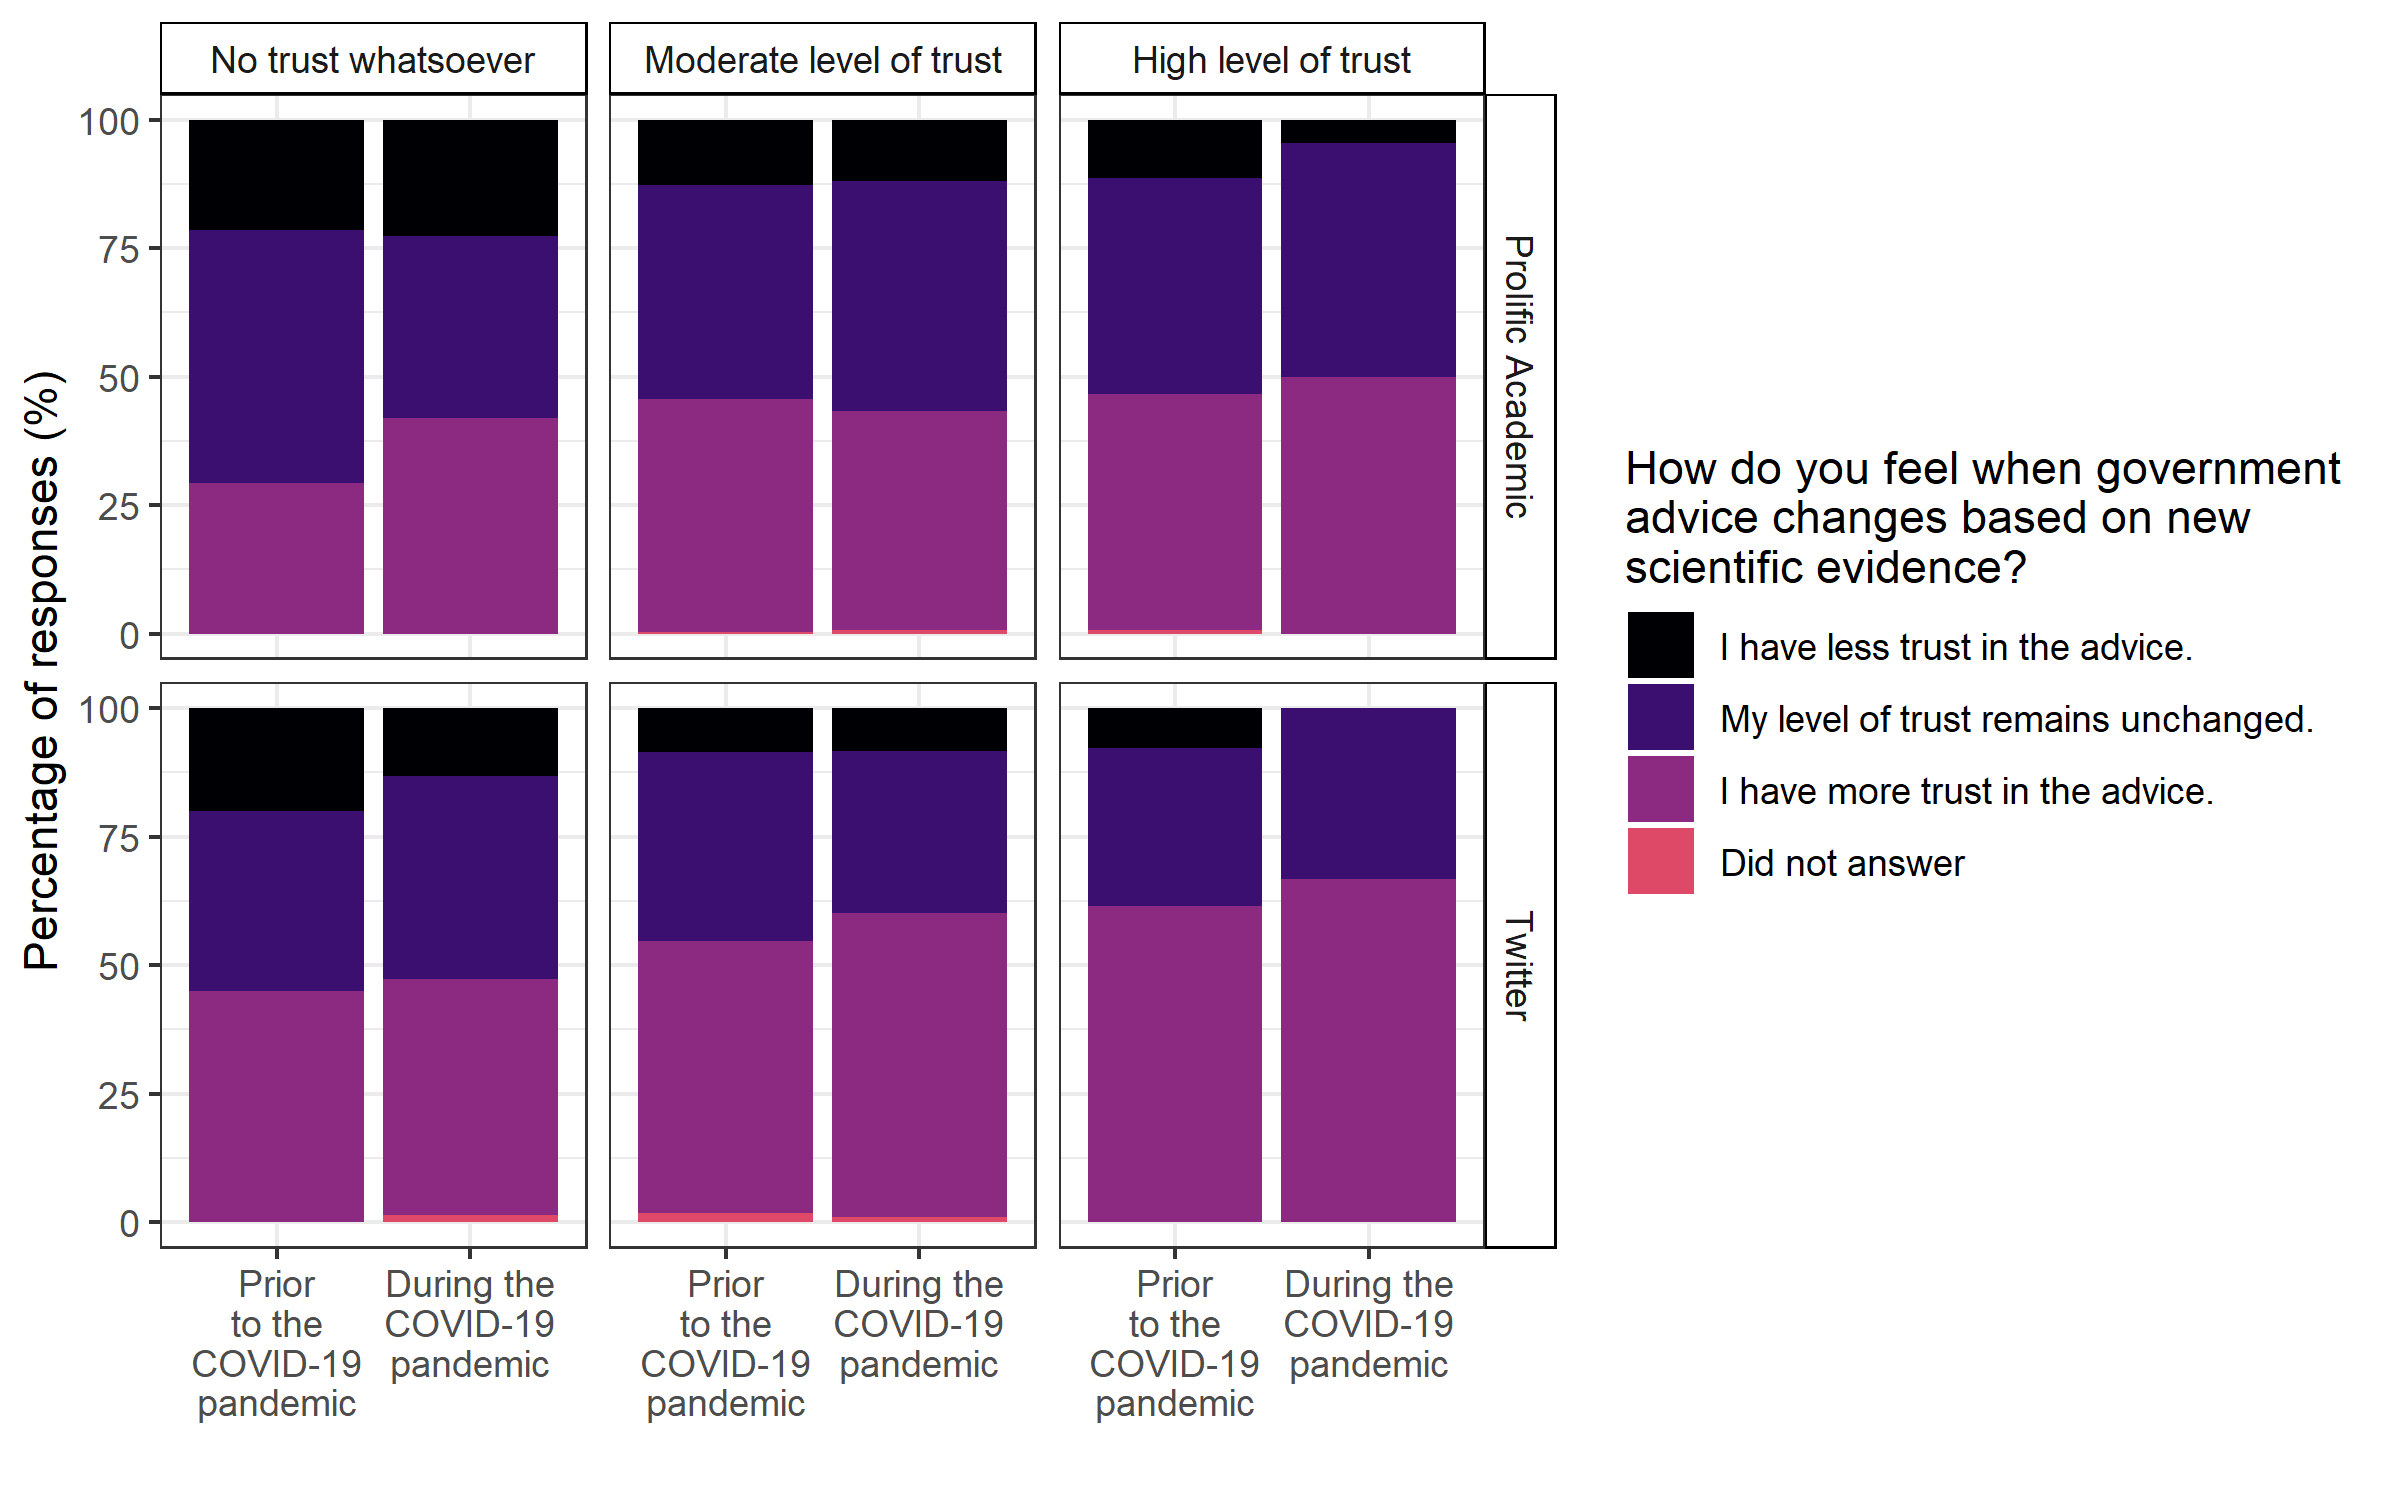 No trust whatsoever
Moderate level of trust
High level of trust
Percentage of responses (%)
100
75
50
25
0
Prolific Academic
100
75
50
25
0
Twitter
Prior
to the
COVID-19
pandemic
During the
COVID-19
pandemic
Prior
to the
COVID-19
pandemic
During the
COVID-19
pandemic
Prior
to the
COVID-19
pandemic
During the
COVID-19
pandemic
How do you feel when government
advice changes based on new
scientific evidence?
I have less trust in the advice.
My level of trust remains unchanged.
I have more trust in the advice.
Did not answer